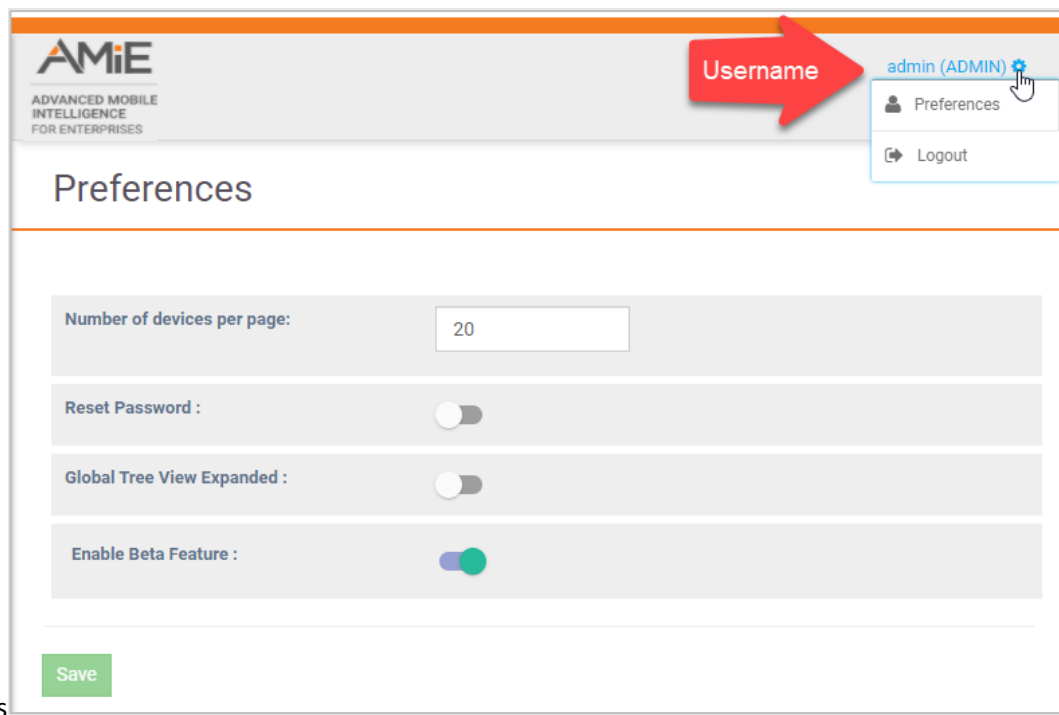 AMiE
ADVANCED MOBILE
INTELLIGENCE
FOR ENTERPRISES
Username
admin (ADMIN)
Preferences
Logout
Preferences
Number of devices per page:
20
Reset Password :
Global Tree View Expanded :
Enable Beta Feature :
Save
s